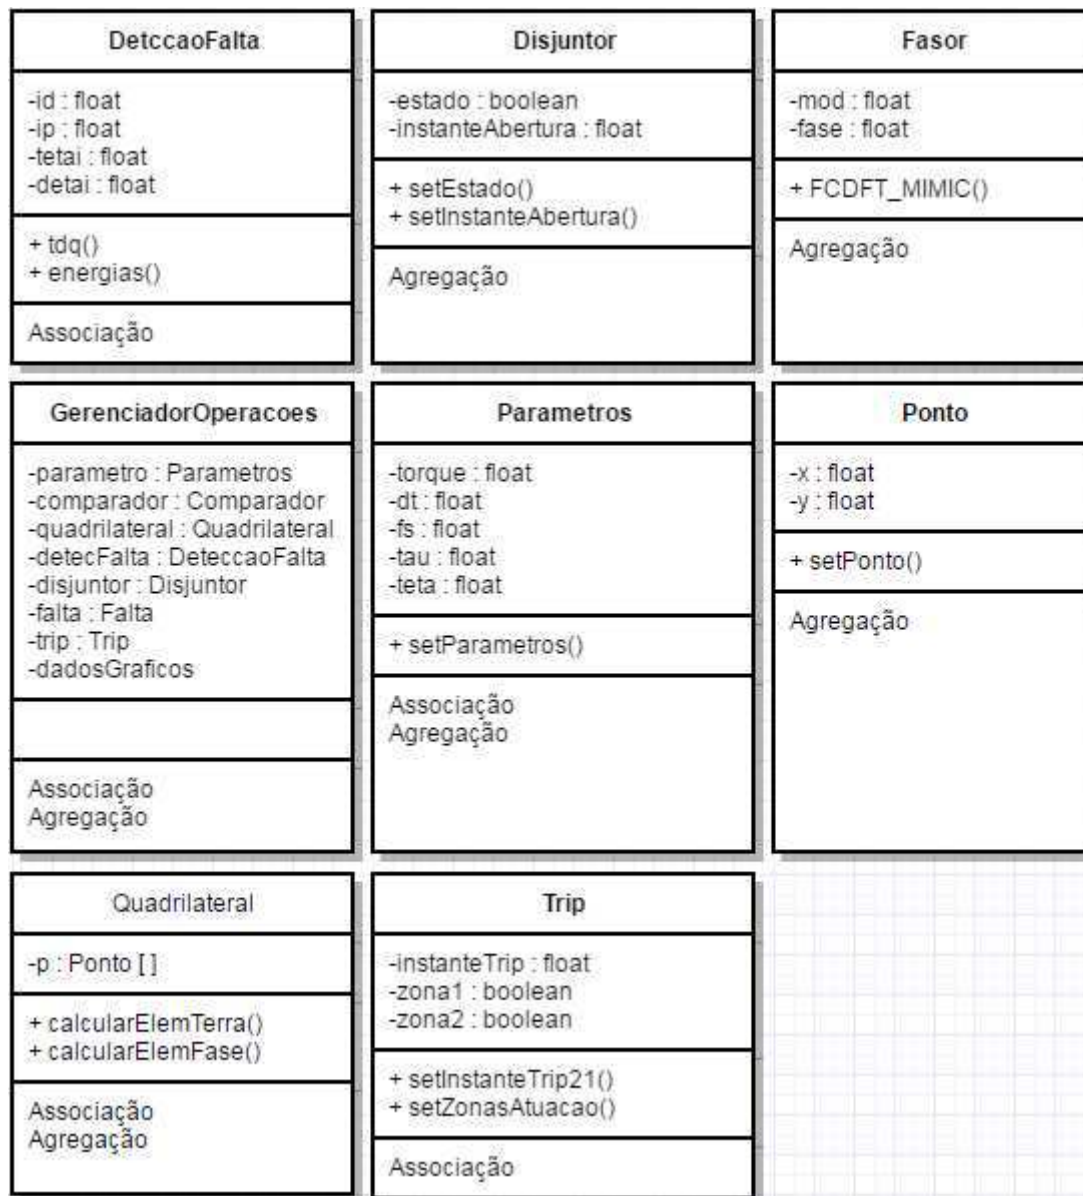 DetccaoFalta
-id : float
-ip : float
-tetai : float
-detai : float
+ tdq()
+ energias()
Associação
Disjuntor
-estado : boolean
-instanteAbertura : float
+ setEstado()
+ setInstanteAbertura()
Agregação
Fasor
-mod : float
-fase : float
+ FCDFT_MIMIC()
Agregação
GerenciadorOperacoes
-parametro : Parametros
-comparador : Comparador
-quadrilateral : Quadrilateral
-detecFalta : DeteccaoFalta
-disjuntor : Disjuntor
-falta : Falta
-trip : Trip
-dadosGraficos
Associação
Agregação
Parametros
-torque : float
-dt : float
-fs : float
-tau : float
-teta : float
+ setParametros()
Associação
Agregação
Ponto
-x : float
-y : float
+ setPonto()
Agregação
Quadrilateral
-p : Ponto [ ]
+ calcularElemTerra()
+ calcularElemFase()
Associação
Agregação
Trip
-instanteTrip : float
-zona1 : boolean
-zona2 : boolean
+ setInstanteTrip21()
+ setZonasAtuacao()
Associação